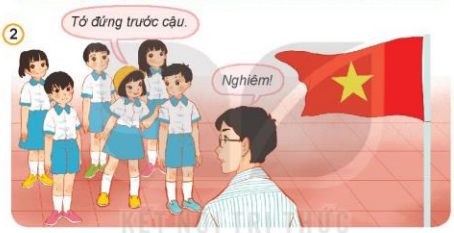 2
Tớ đứng trước cậu.
Nghiêm!
KẾT NỐI TRI THỨC